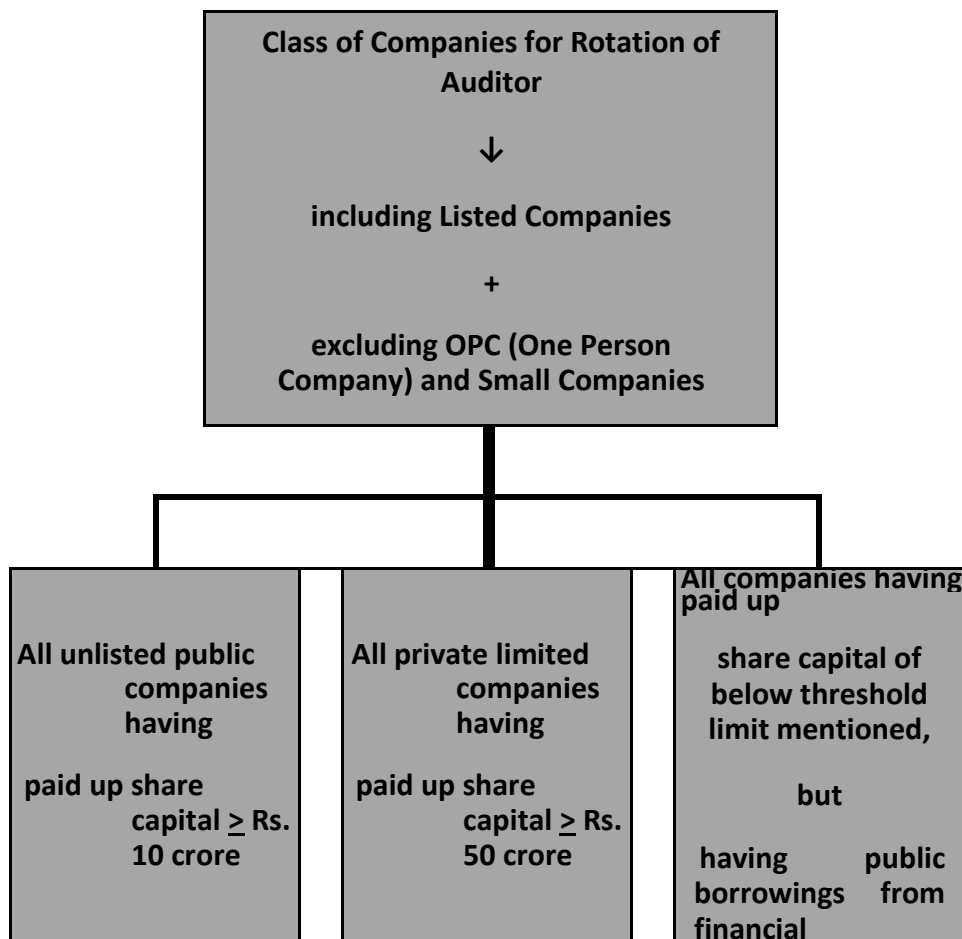 Class of Companies for Rotation of
Auditor
↓
including Listed Companies
+
excluding OPC (One Person
Company) and Small Companies
All unlisted public
companies
having
paid up share
capital ≥ Rs.
10 crore
All private limited
companies
having
paid up share
capital ≥ Rs.
50 crore
All companies having
paid up
share capital of
below threshold
limit mentioned,
but
having public
borrowings from
financial